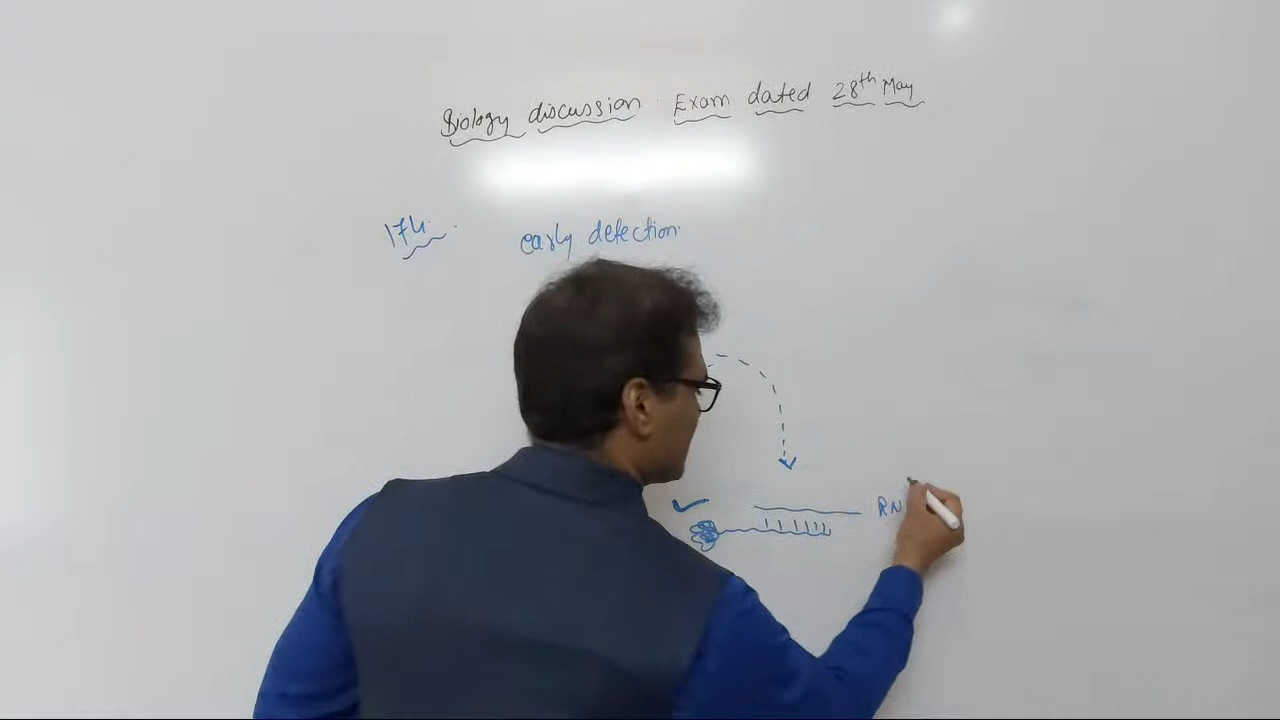 Biology discussion : Exam dated 28th May
174. early detection.
RN